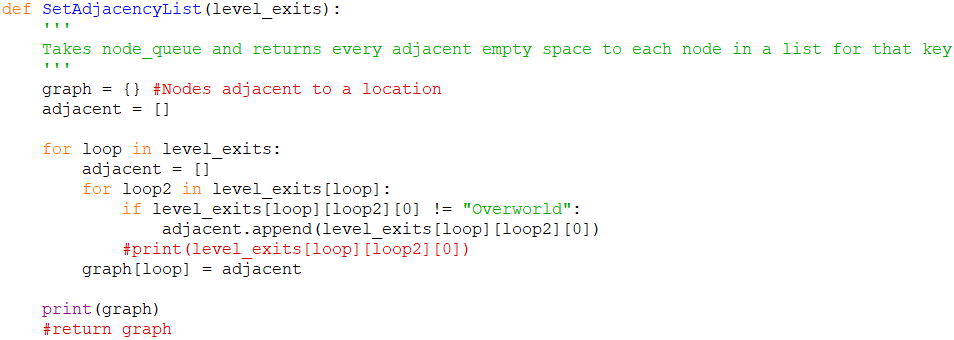 def SetAdjacencyList(level_exits):
    '''
    Takes node_queue and returns every adjacent empty space to each node in a list for that key
    '''
    graph = {} #Nodes adjacent to a location
    adjacent = []
    for loop in level_exits:
        adjacent = []
        for loop2 in level_exits[loop]:
            if level_exits[loop][loop2][0] != "Overworld":
                adjacent.append(level_exits[loop][loop2][0])
            #print(level_exits[loop][loop2][0])
        graph[loop] = adjacent
    print(graph)
    #return graph